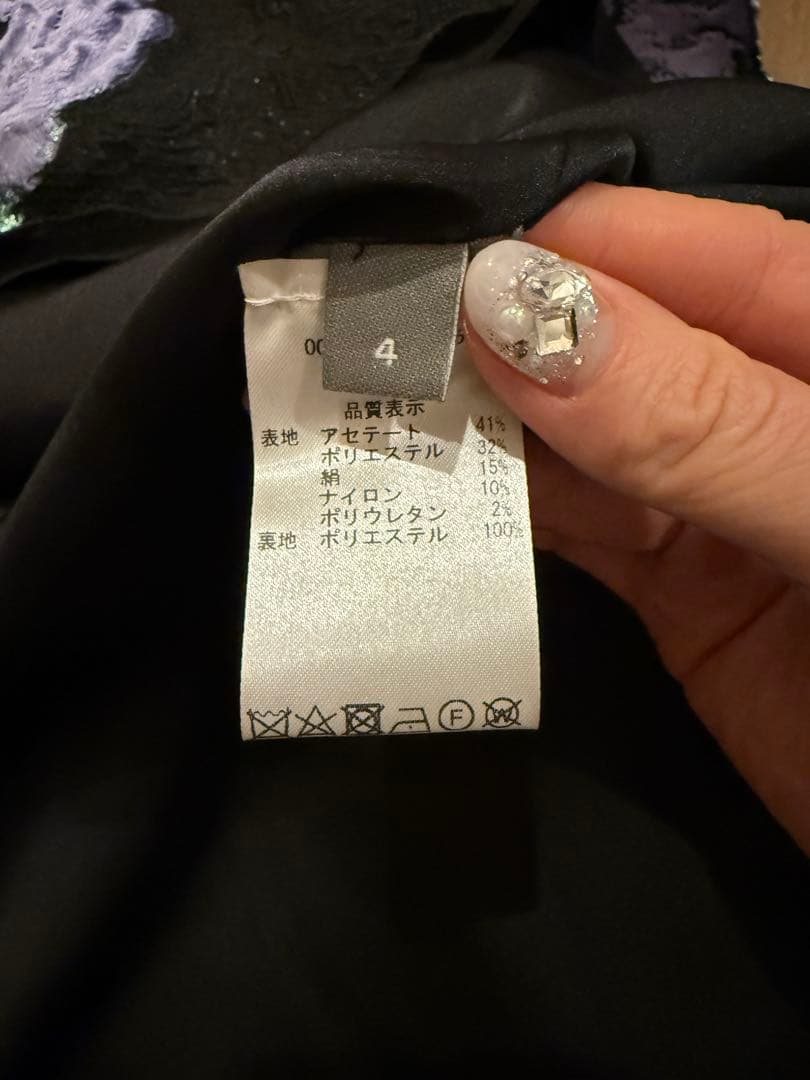 4
品質表示
表地 アセテート 41%
ポリエステル 32%
絹 15%
ナイロン 10%
ポリウレタン 2%
裏地 ポリエステル 100%
F W